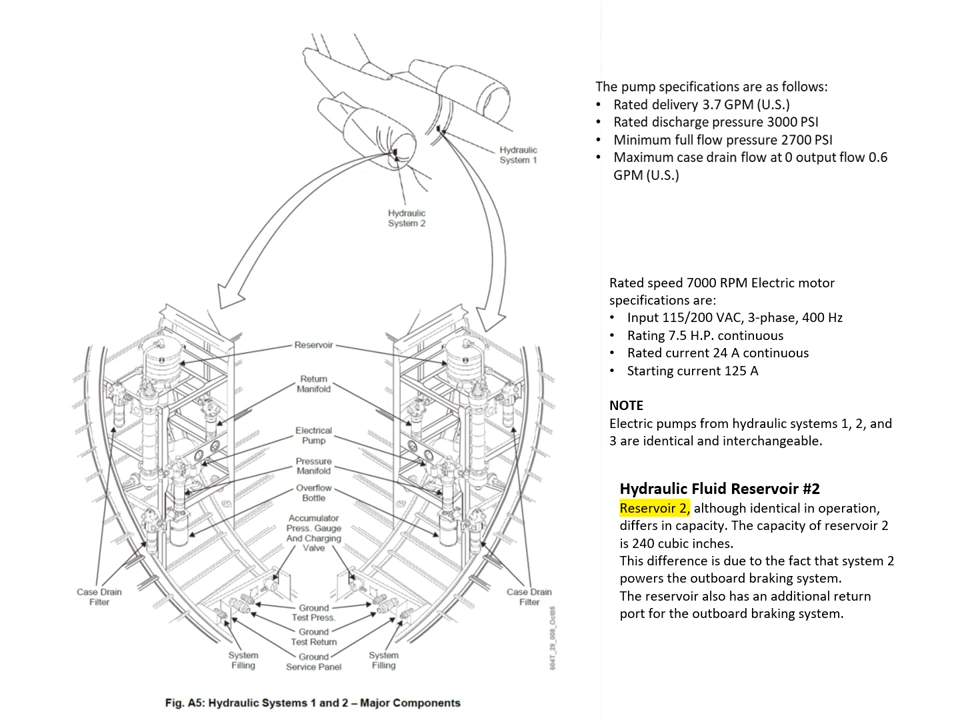 The pump specifications are as follows:
• Rated delivery 3.7 GPM (U.S.)
• Rated discharge pressure 3000 PSI
• Minimum full flow pressure 2700 PSI
• Maximum case drain flow at 0 output flow 0.6
GPM (U.S.)
Hydraulic
System 1
Hydraulic
System 2
Rated speed 7000 RPM Electric motor
specifications are:
• Input 115/200 VAC, 3-phase, 400 Hz
• Rating 7.5 H.P. continuous
• Rated current 24 A continuous
• Starting current 125 A
NOTE
Electric pumps from hydraulic systems 1, 2, and
3 are identical and interchangeable.
Hydraulic Fluid Reservoir #2
Reservoir 2, although identical in operation,
differs in capacity. The capacity of reservoir 2
is 240 cubic inches.
This difference is due to the fact that system 2
powers the outboard braking system.
The reservoir also has an additional return
port for the outboard braking system.
Reservoir
Return
Manifold
Electrical
Pump
Pressure
Manifold
Overflow
Bottle
Accumulator
Press. Gauge
And Charging
Valve
Case Drain
Filter
Case Drain
Filter
Ground
Test Press.
Ground
Test Return
Ground
Service Panel
System
Filling
System
Filling
604T_29_008_Oct05
Fig. A5: Hydraulic Systems 1 and 2 – Major Components